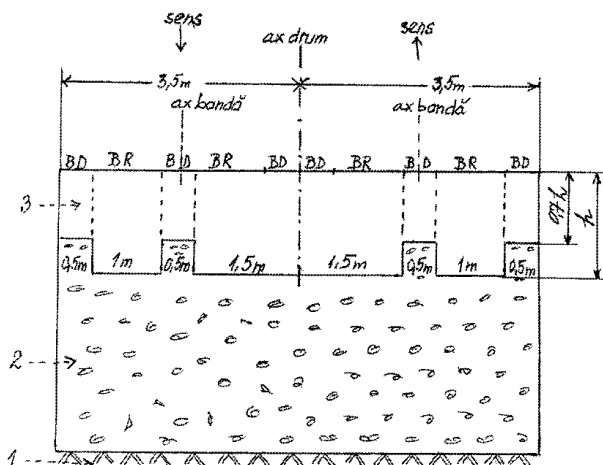 sens
ax drum
sens
3,5m
3,5m
ax bandă
ax bandă
BD BR BD BR BD BD BR BD BR BD
3
0,7h
h
0,5m 1m 0,5m 1,5m 1,5m 0,5m 1m 0,5m
2
1